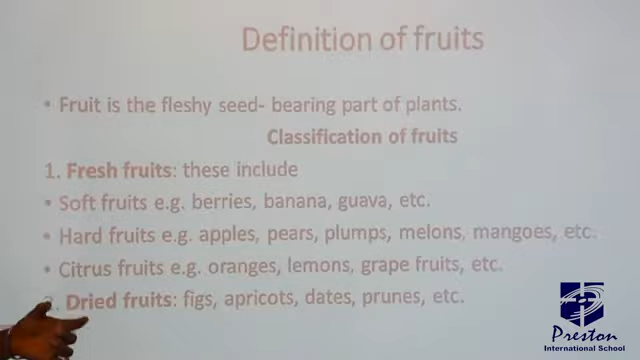 Definition of fruits
• Fruit is the fleshy seed- bearing part of plants.
Classification of fruits
1. Fresh fruits: these include
• Soft fruits e.g. berries, banana, guava, etc.
• Hard fruits e.g. apples, pears, plumps, melons, mangoes, etc.
• Citrus fruits e.g. oranges, lemons, grape fruits, etc.
2. Dried fruits: figs, apricots, dates, prunes, etc.
Preston
International School